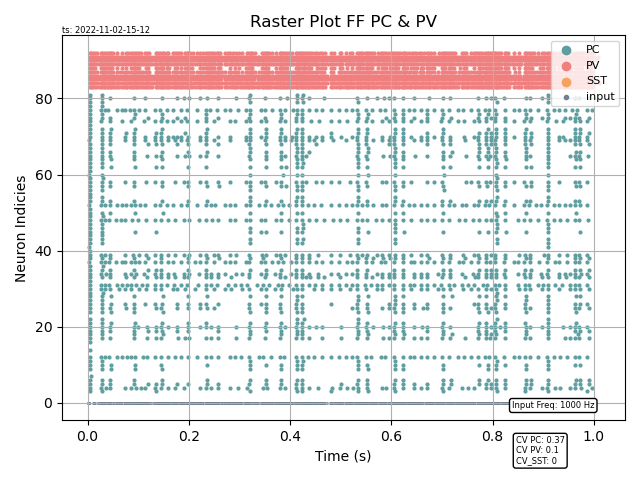 Raster Plot FF PC & PV
ts: 2022-11-02-15-12
PC
PV
SST
input
Neuron Indicies
80
60
40
20
0
Input Freq: 1000 Hz
0.0 0.2 0.4 0.6 0.8 1.0
Time (s)
CV PC: 0.37
CV PV: 0.1
CV_SST: 0